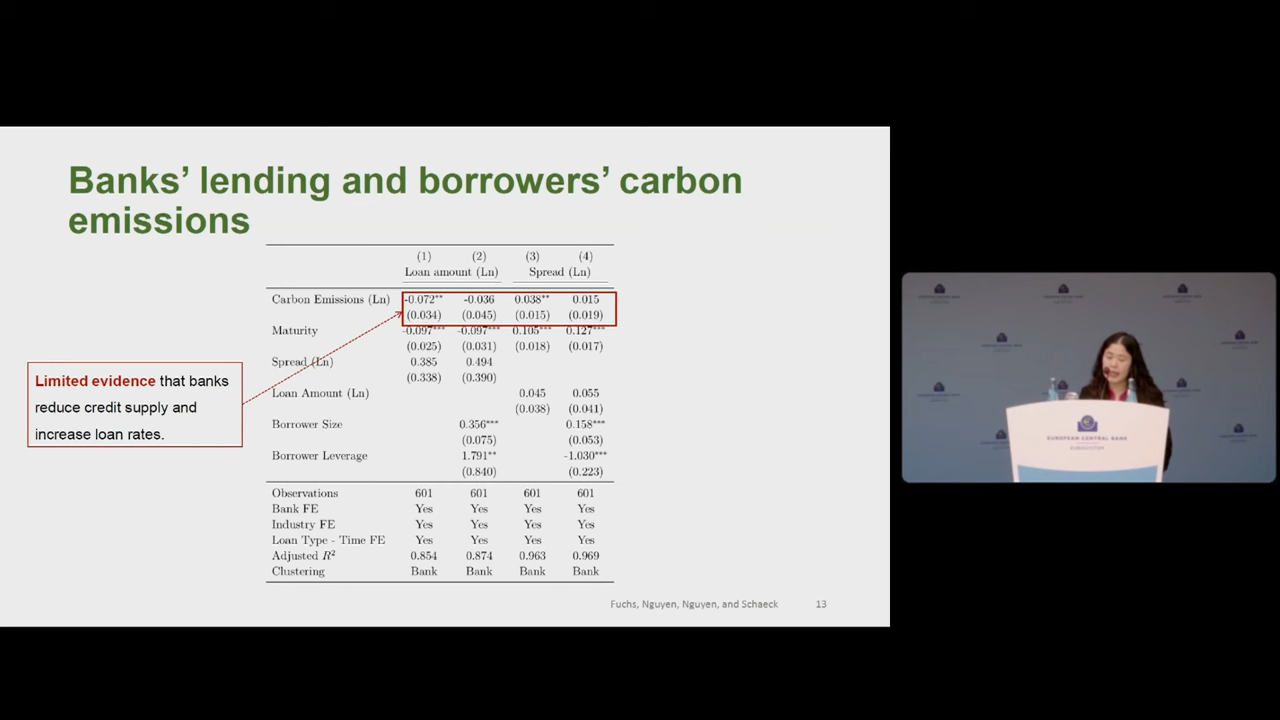 Banks' lending and borrowers' carbon
emissions
(1) (2) (3) (4)
Loan amount (Ln) Spread (Ln)
Carbon Emissions (Ln) -0.072** -0.036 0.038** 0.015
(0.034) (0.045) (0.015) (0.019)
Maturity -0.097*** -0.097*** 0.105*** 0.127***
(0.025) (0.031) (0.018) (0.017)
Spread (Ln) 0.385 0.494
(0.338) (0.390)
Loan Amount (Ln) 0.045 0.055
(0.038) (0.041)
Borrower Size 0.356*** 0.158***
(0.075) (0.053)
Borrower Leverage 1.791** -1.030***
(0.840) (0.223)
Observations 601 601 601 601
Bank FE Yes Yes Yes Yes
Industry FE Yes Yes Yes Yes
Loan Type - Time FE Yes Yes Yes Yes
Adjusted R² 0.854 0.874 0.963 0.969
Clustering Bank Bank Bank Bank
Limited evidence that banks
reduce credit supply and
increase loan rates.
Fuchs, Nguyen, Nguyen, and Schaeck 13
EUROPEAN CENTRAL BANK
EUROSYSTEM